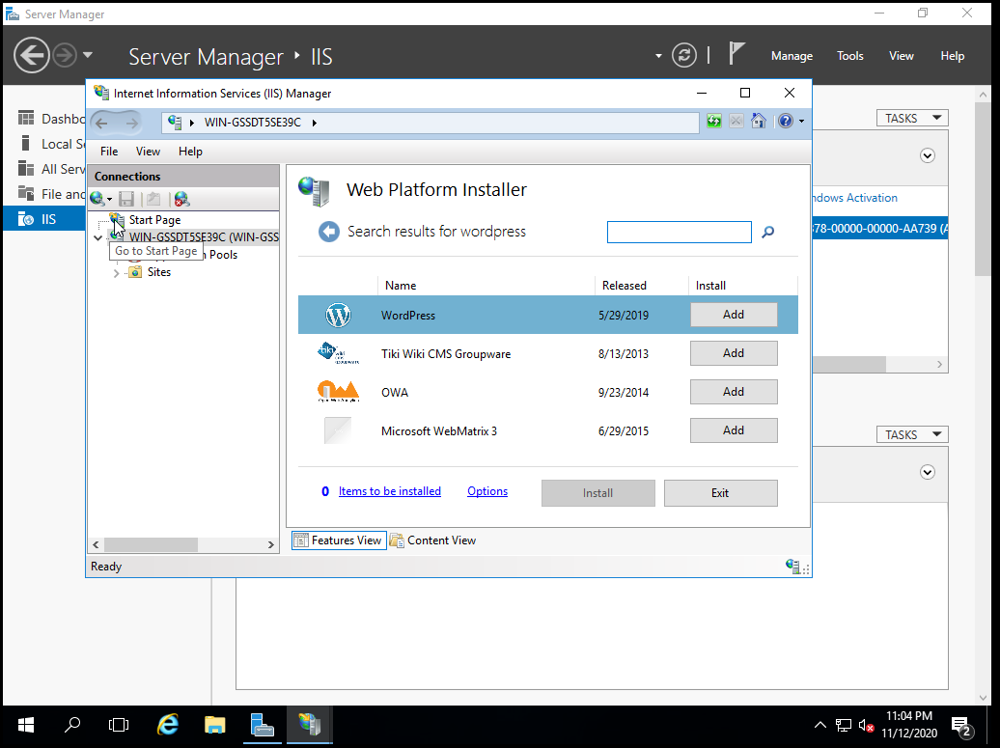 Server Manager
Server Manager ‣ IIS
Manage Tools View Help
Internet Information Services (IIS) Manager
WIN-GSSDT5SE39C
File View Help
Connections
Start Page
WIN-GSSDT5SE39C (WIN-GSS
Go to Start Page
n Pools
Sites
Web Platform Installer
Search results for wordpress
Name Released Install
WordPress 5/29/2019 Add
Tiki Wiki CMS Groupware 8/13/2013 Add
OWA 9/23/2014 Add
Microsoft WebMatrix 3 6/29/2015 Add
0 Items to be installed Options Install Exit
Features View Content View
Ready
Dashbo
Local Se
All Serv
File and
IIS
TASKS
ndows Activation
378-00000-00000-AA739 (A
TASKS
11:04 PM
11/12/2020
2